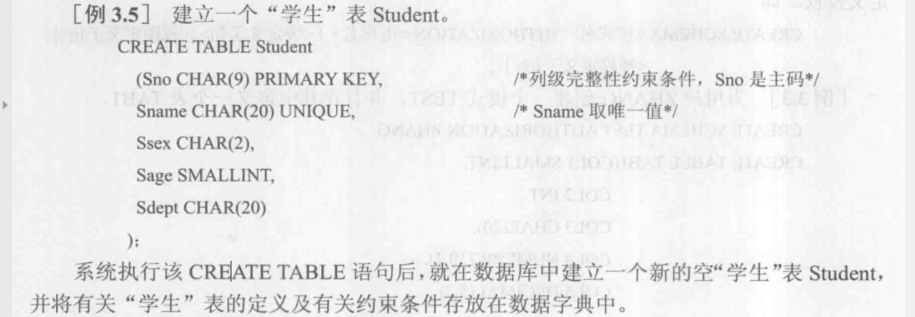 [例 3.5] 建立一个“学生”表 Student。
CREATE TABLE Student
(Sno CHAR(9) PRIMARY KEY, /*列级完整性约束条件，Sno 是主码*/
Sname CHAR(20) UNIQUE, /* Sname 取唯一值*/
Ssex CHAR(2),
Sage SMALLINT,
Sdept CHAR(20)
);
系统执行该 CREATE TABLE 语句后，就在数据库中建立一个新的空“学生”表 Student，
并将有关“学生”表的定义及有关约束条件存放在数据字典中。